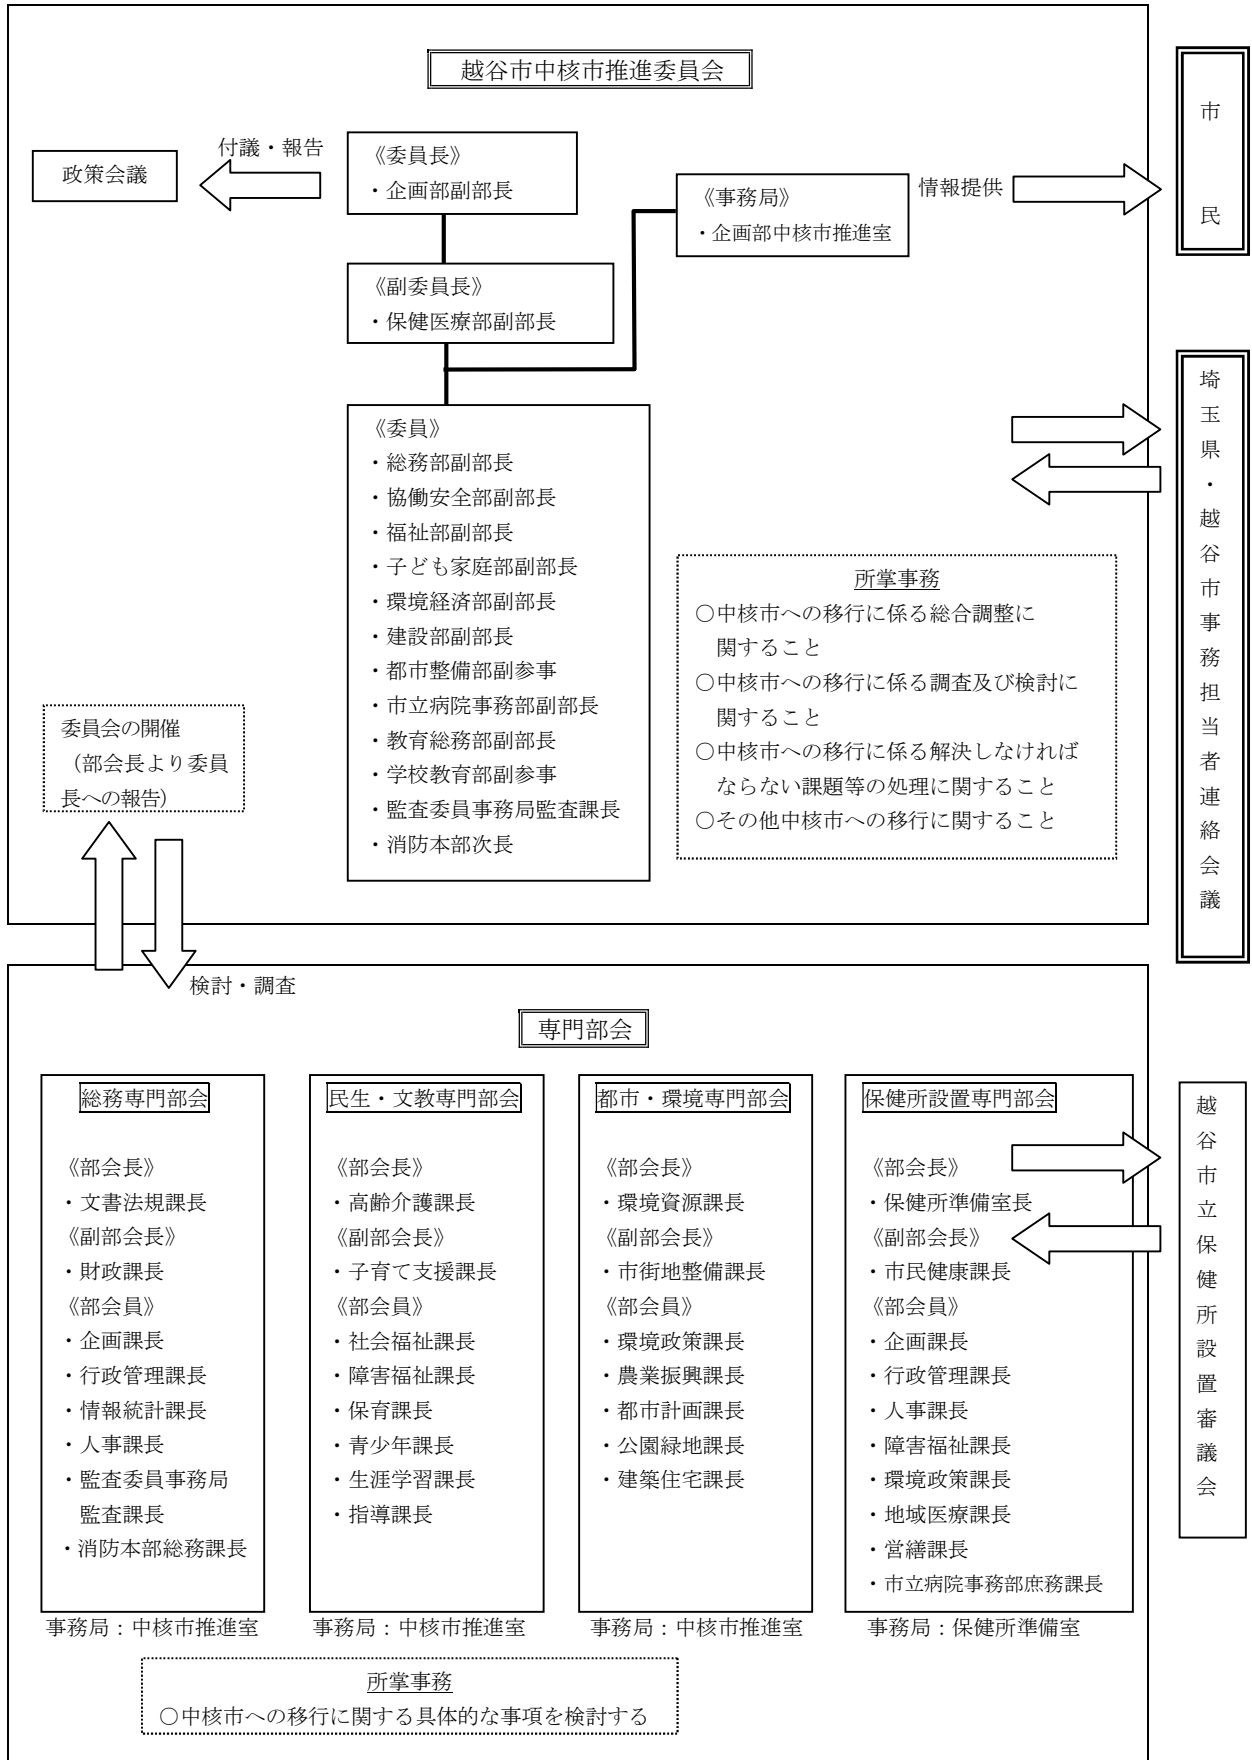 越谷市中核市推進委員会
市民
付議・報告
政策会議
《委員長》
・企画部副部長
《事務局》
・企画部中核市推進室
情報提供
《副委員長》
・保健医療部副部長
埼玉県・越谷市事務担当者連絡会議
《委員》
・総務部副部長
・協働安全部副部長
・福祉部副部長
・子ども家庭部副部長
・環境経済部副部長
・建設部副部長
・都市整備部副参事
・市立病院事務部副部長
・教育総務部副部長
・学校教育部副参事
・監査委員事務局監査課長
・消防本部次長
所掌事務
○中核市への移行に係る総合調整に
関すること
○中核市への移行に係る調査及び検討に
関すること
○中核市への移行に係る解決しなければ
ならない課題等の処理に関すること
○その他中核市への移行に関すること
委員会の開催
（部会長より委員
長への報告）
検討・調査
専門部会
総務専門部会
《部会長》
・文書法規課長
《副部会長》
・財政課長
《部会員》
・企画課長
・行政管理課長
・情報統計課長
・人事課長
・監査委員事務局
監査課長
・消防本部総務課長
事務局：中核市推進室
民生・文教専門部会
《部会長》
・高齢介護課長
《副部会長》
・子育て支援課長
《部会員》
・社会福祉課長
・障害福祉課長
・保育課長
・青少年課長
・生涯学習課長
・指導課長
事務局：中核市推進室
都市・環境専門部会
《部会長》
・環境資源課長
《副部会長》
・市街地整備課長
《部会員》
・環境政策課長
・農業振興課長
・都市計画課長
・公園緑地課長
・建築住宅課長
事務局：中核市推進室
保健所設置専門部会
《部会長》
・保健所準備室長
《副部会長》
・市民健康課長
《部会員》
・企画課長
・行政管理課長
・人事課長
・障害福祉課長
・環境政策課長
・地域医療課長
・営繕課長
・市立病院事務部庶務課長
事務局：保健所準備室
越谷市立保健所設置審議会
所掌事務
○中核市への移行に関する具体的な事項を検討する